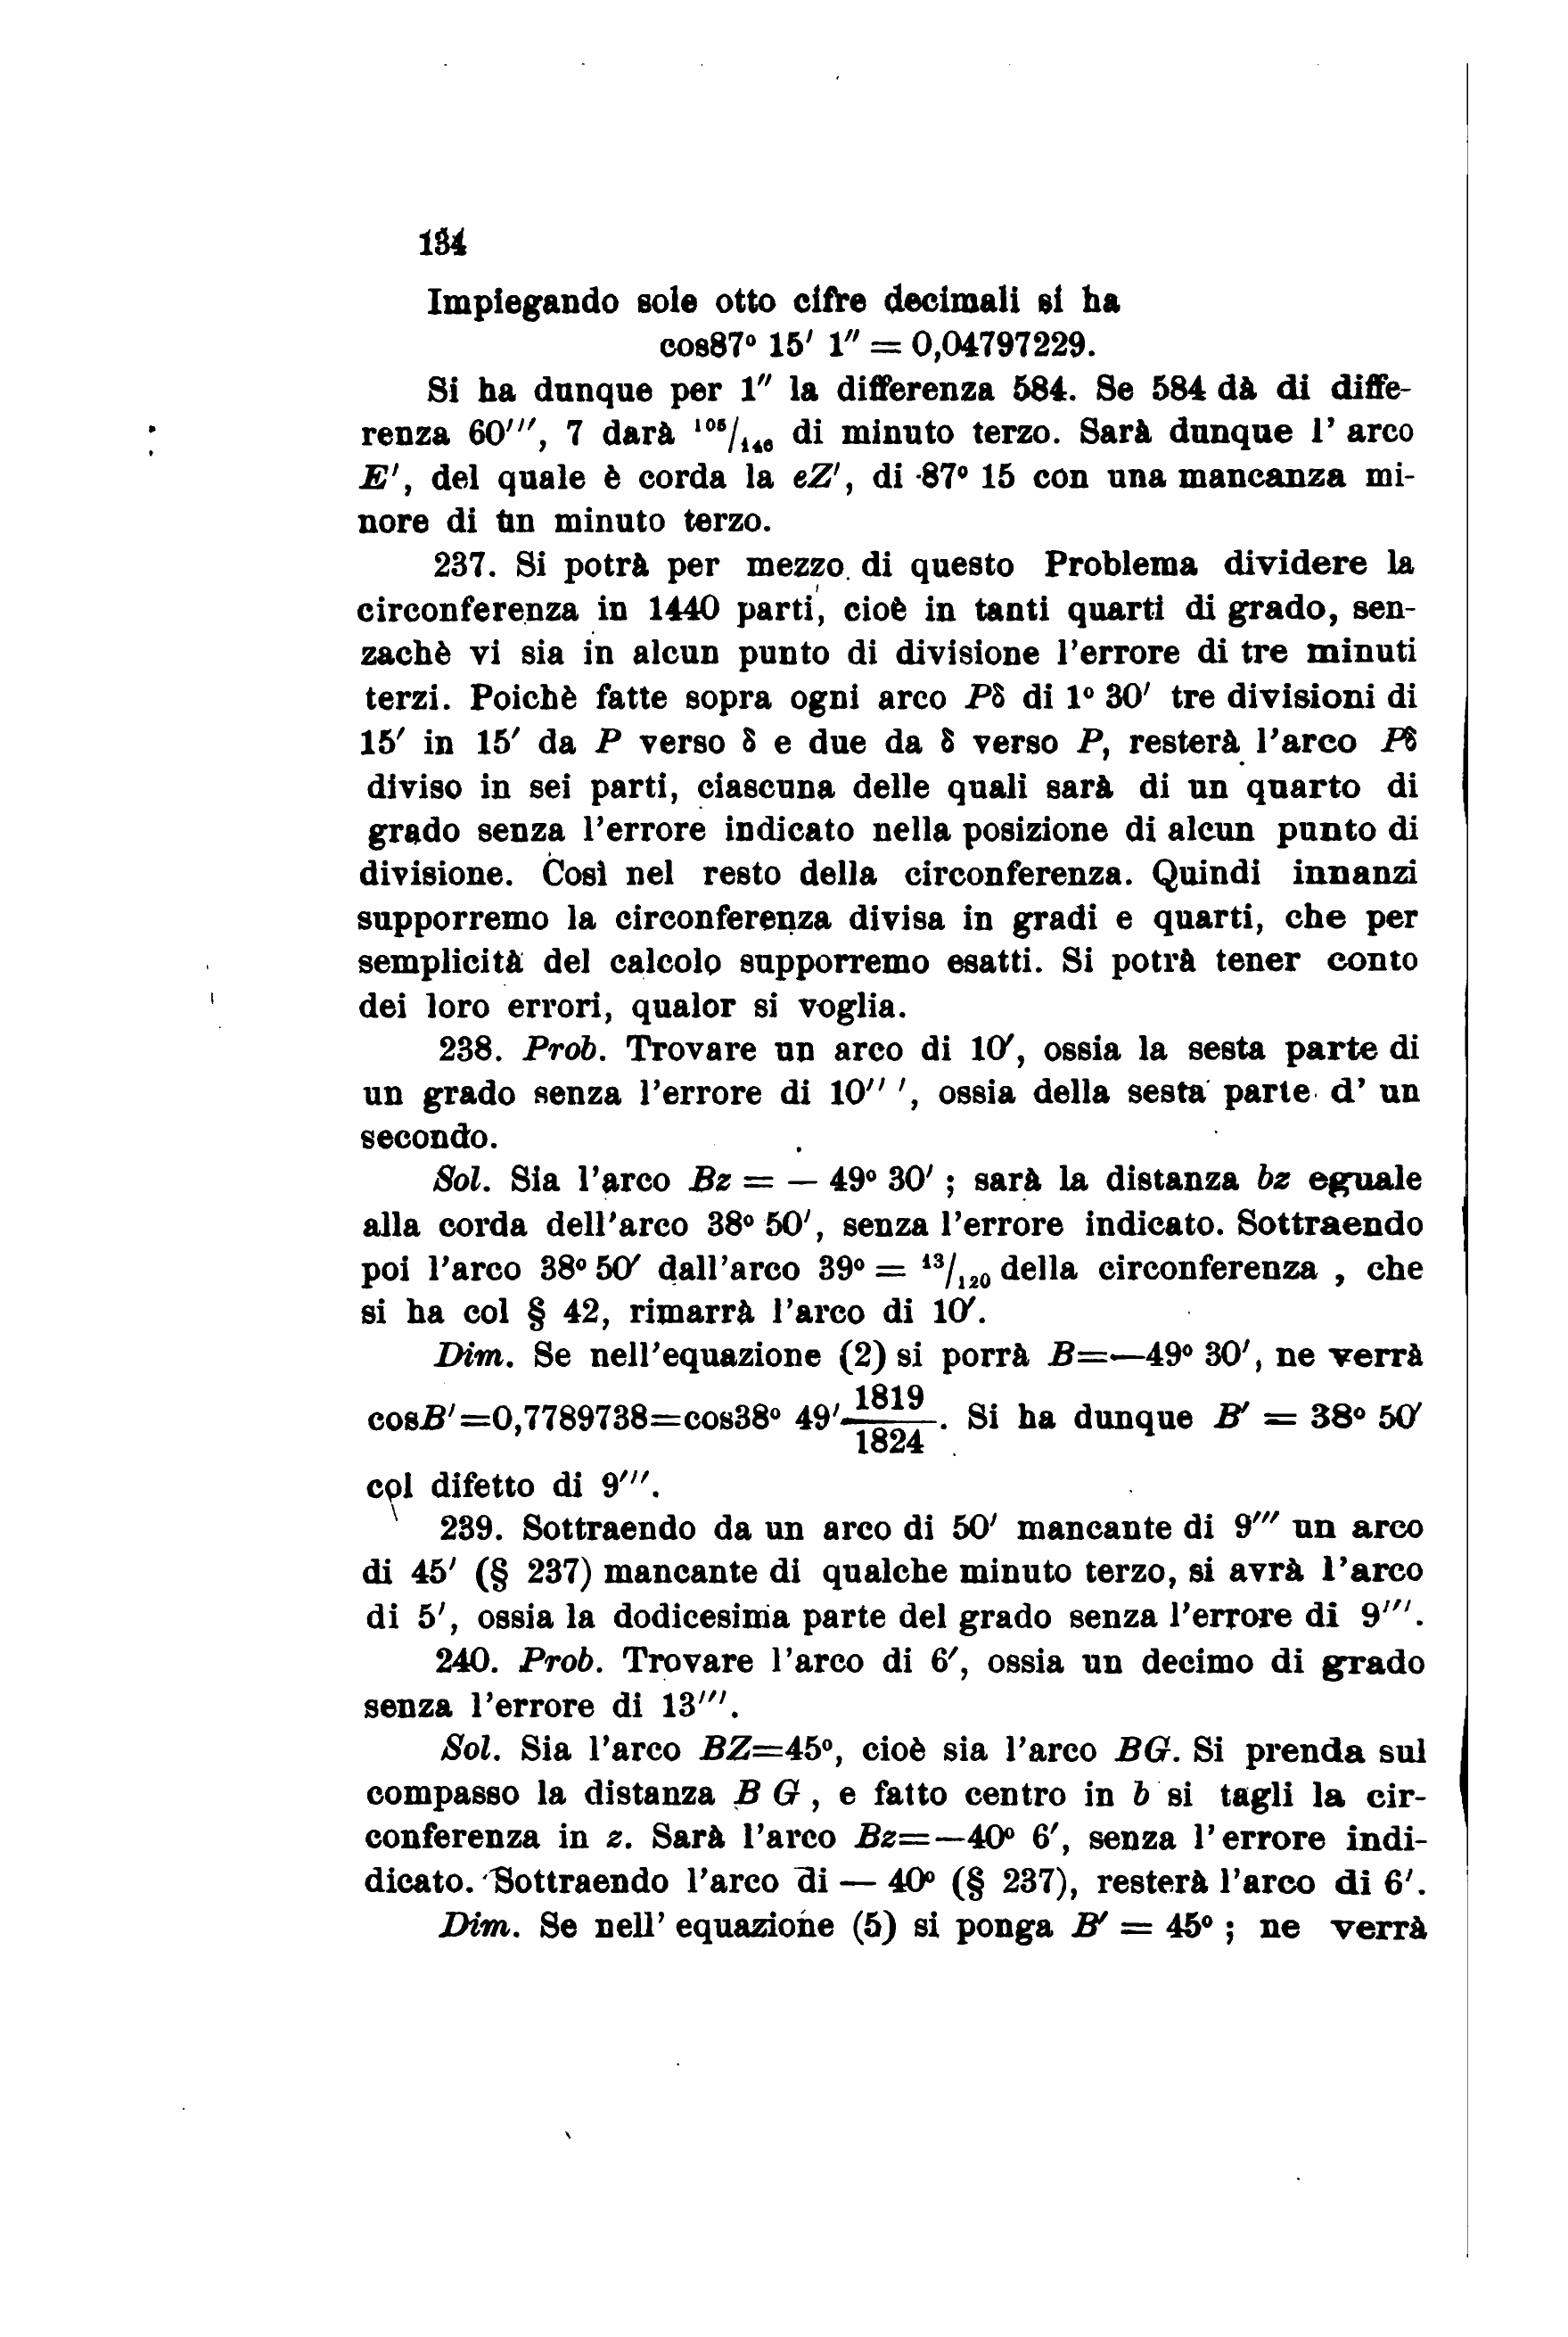 134
Impiegando sole otto cifre decimali si ha
cos87° 15′ 1″ = 0,04797229.
Si ha dunque per 1″ la differenza 584. Se 584 dà di diffe-
renza 60‴, 7 darà ¹⁰⁵/₁₄₆ di minuto terzo. Sarà dunque l' arco
E′, del quale è corda la eZ′, di 87° 15 con una mancanza mi-
nore di un minuto terzo.
237. Si potrà per mezzo di questo Problema dividere la
circonferenza in 1440 parti, cioè in tanti quarti di grado, sen-
zachè vi sia in alcun punto di divisione l'errore di tre minuti
terzi. Poichè fatte sopra ogni arco Pδ di 1° 30′ tre divisioni di
15′ in 15′ da P verso δ e due da δ verso P, resterà l'arco Pδ
diviso in sei parti, ciascuna delle quali sarà di un quarto di
grado senza l'errore indicato nella posizione di alcun punto di
divisione. Così nel resto della circonferenza. Quindi innanzi
supporremo la circonferenza divisa in gradi e quarti, che per
semplicità del calcolo supporremo esatti. Si potrà tener conto
dei loro errori, qualor si voglia.
238. Prob. Trovare un arco di 10′, ossia la sesta parte di
un grado senza l'errore di 10″ ′, ossia della sesta parte d' un
secondo.
Sol. Sia l'arco Bz = — 49° 30′ ; sarà la distanza bz eguale
alla corda dell'arco 38° 50′, senza l'errore indicato. Sottraendo
poi l'arco 38° 50′ dall'arco 39° = ¹³/₁₂₀ della circonferenza , che
si ha col § 42, rimarrà l'arco di 10′.
Dim. Se nell'equazione (2) si porrà B=—49° 30′, ne verrà
cosB′=0,7789738=cos38° 49′ 1819/1824. Si ha dunque B′ = 38° 50′
col difetto di 9‴.
239. Sottraendo da un arco di 50′ mancante di 9‴ un arco
di 45′ (§ 237) mancante di qualche minuto terzo, si avrà l'arco
di 5′, ossia la dodicesima parte del grado senza l'errore di 9‴.
240. Prob. Trovare l'arco di 6′, ossia un decimo di grado
senza l'errore di 13‴.
Sol. Sia l'arco BZ=45°, cioè sia l'arco BG. Si prenda sul
compasso la distanza B G , e fatto centro in b si tagli la cir-
conferenza in z. Sarà l'arco Bz=—40° 6′, senza l' errore indi-
dicato. Sottraendo l'arco di — 40° (§ 237), resterà l'arco di 6′.
Dim. Se nell' equazione (5) si ponga B′ = 45° ; ne verrà